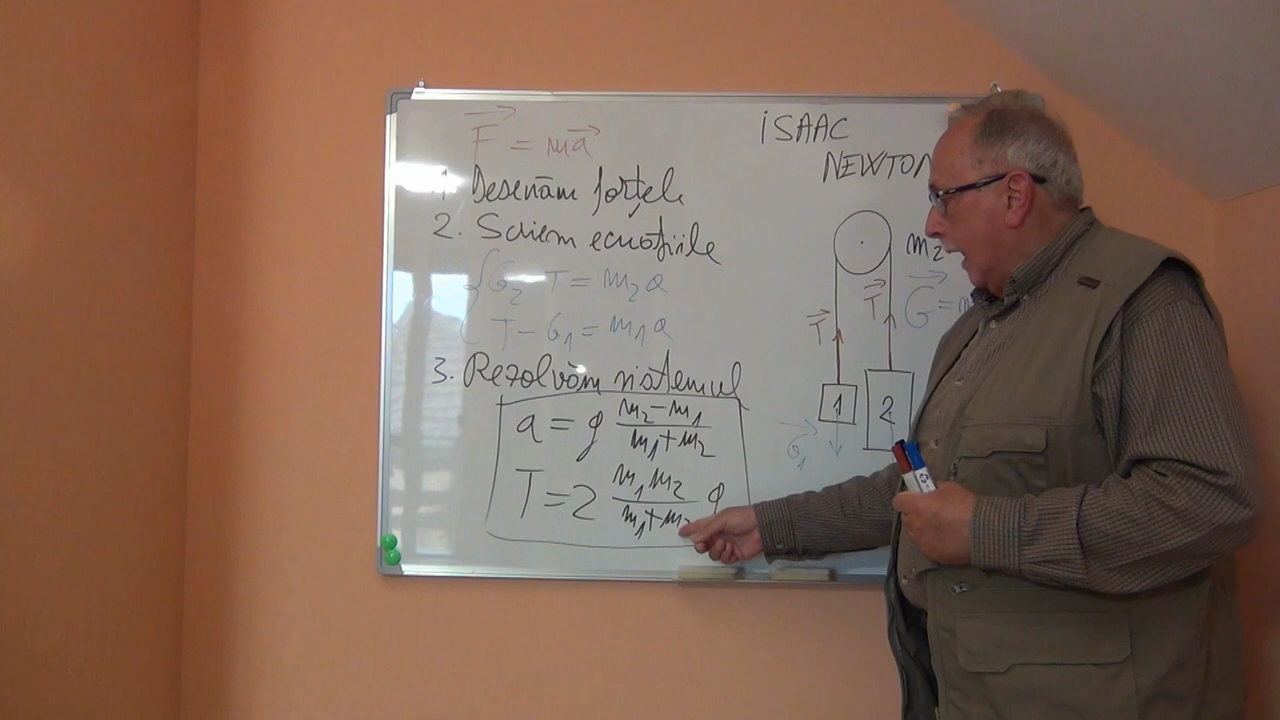 F = ma
1. Desenăm forțele
2. Scriem ecuațiile
G₂ T = m₂a
T - G₁ = m₁a
3. Rezolvăm sistemul
a = g (m₂-m₁)/(m₁+m₂)
T = 2 (m₁m₂)/(m₁+m₂) g
ISAAC
NEWTON
m₂
G = m
T
T
1
2
G₁